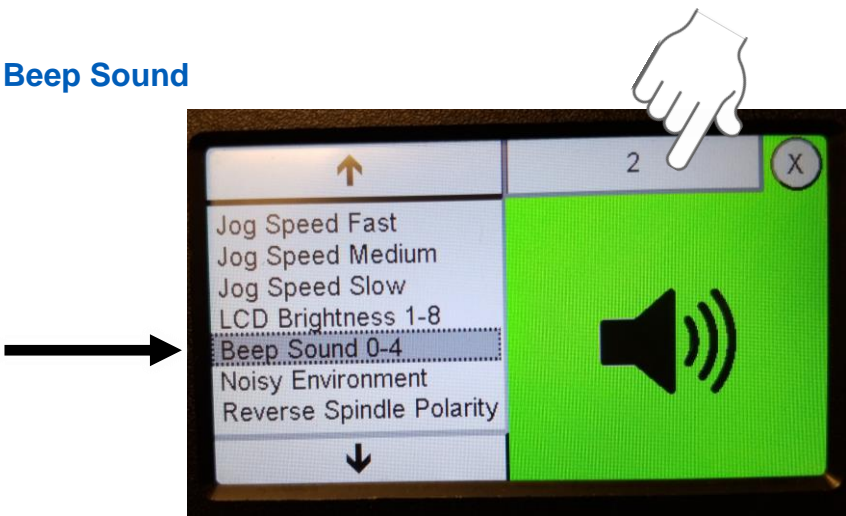 Beep Sound
2
X
Jog Speed Fast
Jog Speed Medium
Jog Speed Slow
LCD Brightness 1-8
Beep Sound 0-4
Noisy Environment
Reverse Spindle Polarity